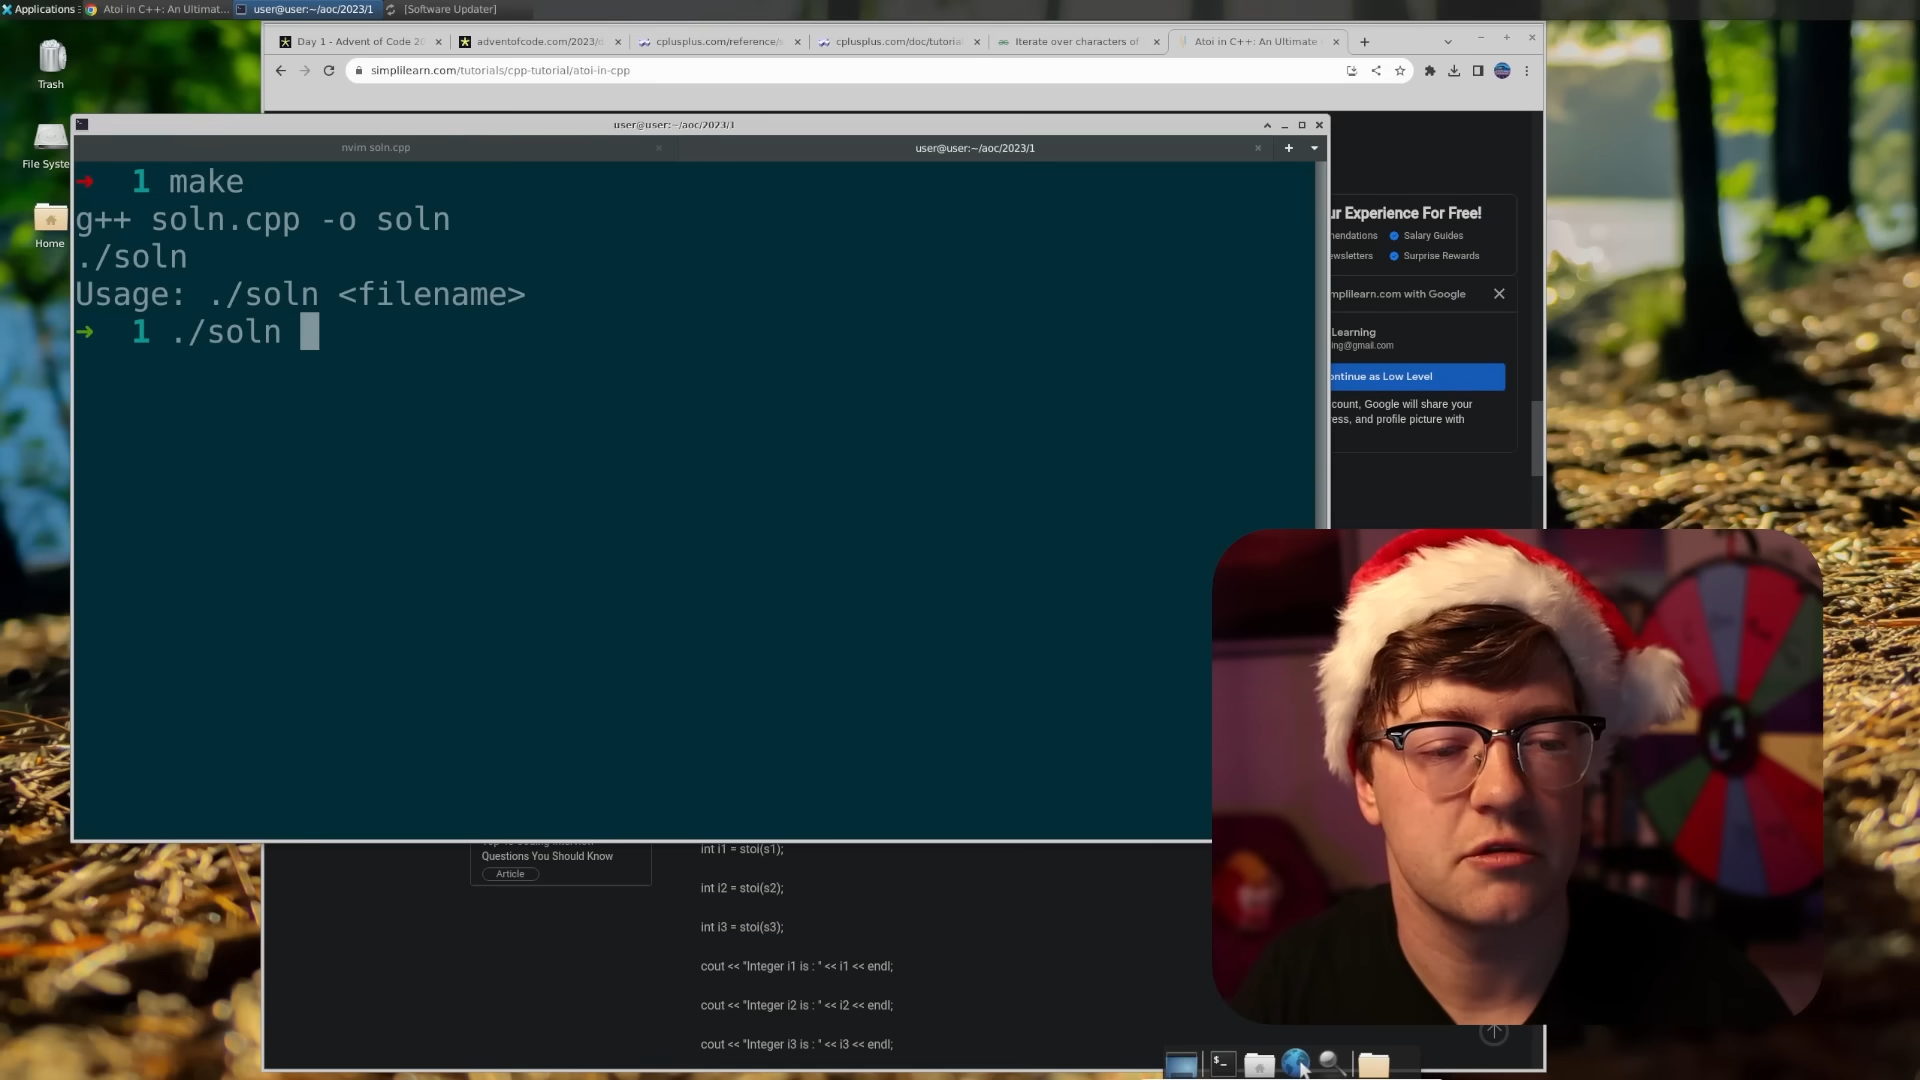 Applications
Atoi in C++: An Ultimat...
user@user:~/aoc/2023/1
[Software Updater]
Trash
File Syste
Home
Day 1 - Advent of Code 20
adventofcode.com/2023/d
cplusplus.com/reference/s
cplusplus.com/doc/tutoria
Iterate over characters of
Atoi in C++: An Ultimate
simplilearn.com/tutorials/cpp-tutorial/atoi-in-cpp
user@user:~/aoc/2023/1
nvim soln.cpp
user@user:~/aoc/2023/1
➜ 1 make
g++ soln.cpp -o soln
./soln
Usage: ./soln <filename>
➜ 1 ./soln
ur Experience For Free!
nendations
Salary Guides
ewsletters
Surprise Rewards
mplilearn.com with Google
Learning
ing@gmail.com
ontinue as Low Level
count, Google will share your
ress, and profile picture with
Questions You Should Know
Article
int i1 = stoi(s1);
int i2 = stoi(s2);
int i3 = stoi(s3);
cout << "Integer i1 is : " << i1 << endl;
cout << "Integer i2 is : " << i2 << endl;
cout << "Integer i3 is : " << i3 << endl;